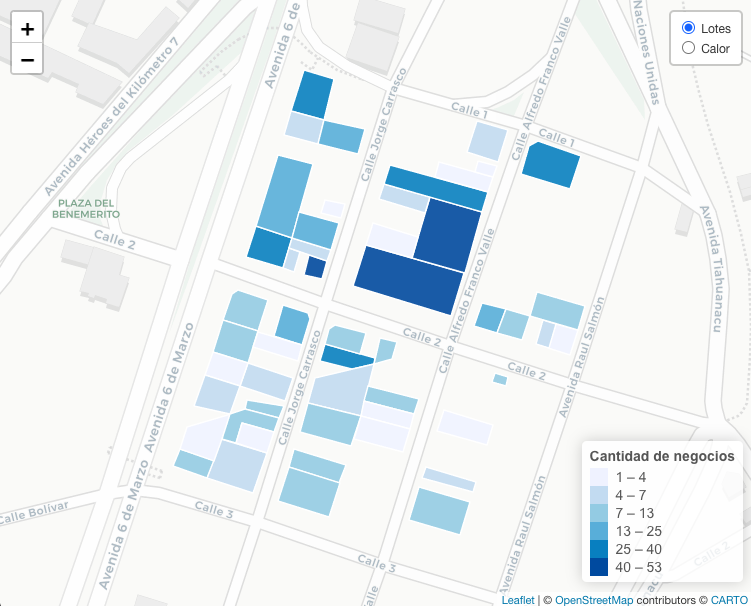 +
−
Lotes
Calor
Avenida Héroes del Kilómetro 7
Avenida 6 de
Calle Jorge Carrasco
Calle 1
Calle Alfredo Franco Valle
Calle 1
Naciones Unidas
PLAZA DEL
BENEMERITO
Calle 2
Avenida Tiahuanacu
Calle Alfredo Franco Valle
Calle 2
Calle 2
Avenida Raul Salmón
Avenida 6 de Marzo
Calle Jorge Carrasco
Avenida 6 de Marzo
Calle Bolívar
Calle 3
Calle 3
Avenida Raul Salmón
Calle 2
alle
Cantidad de negocios
1 – 4
4 – 7
7 – 13
13 – 25
25 – 40
40 – 53
Leaflet | © OpenStreetMap contributors © CARTO